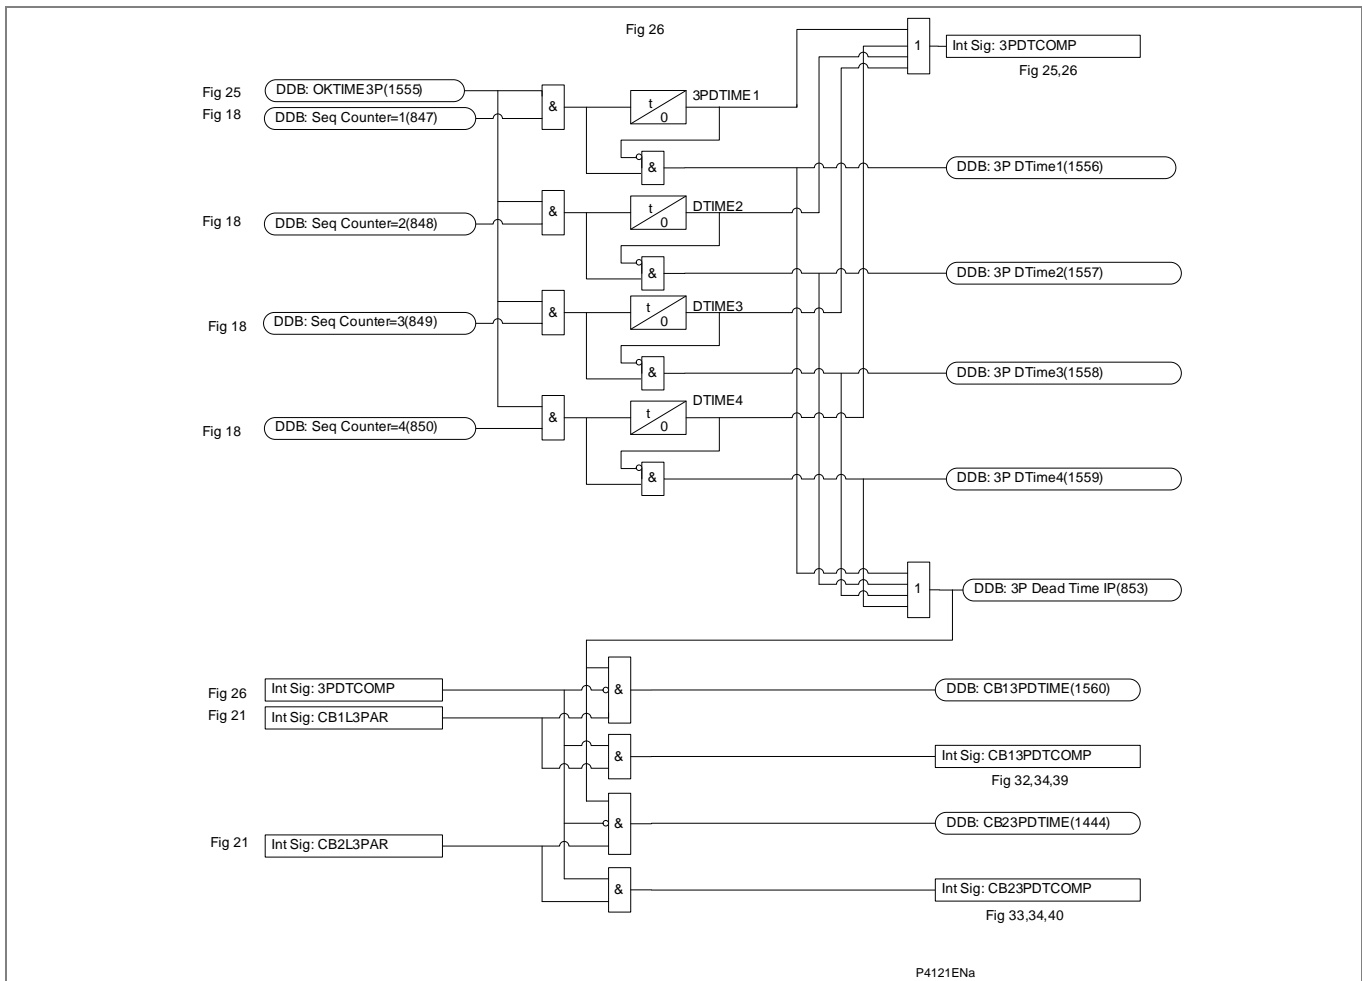 Fig 26
1
Int Sig: 3PDTCOMP
Fig 25,26
Fig 25
DDB: OKTIME3P(1555)
&
t
0
3PDTIME1
Fig 18
DDB: Seq Counter=1(847)
&
DDB: 3P DTime1(1556)
Fig 18
DDB: Seq Counter=2(848)
&
t
0
DTIME2
&
DDB: 3P DTime2(1557)
Fig 18
DDB: Seq Counter=3(849)
&
t
0
DTIME3
&
DDB: 3P DTime3(1558)
Fig 18
DDB: Seq Counter=4(850)
&
t
0
DTIME4
&
DDB: 3P DTime4(1559)
1
DDB: 3P Dead Time IP(853)
Fig 26
Int Sig: 3PDTCOMP
&
DDB: CB13PDTIME(1560)
Fig 21
Int Sig: CB1L3PAR
&
Int Sig: CB13PDTCOMP
Fig 32,34,39
&
DDB: CB23PDTIME(1444)
Fig 21
Int Sig: CB2L3PAR
&
Int Sig: CB23PDTCOMP
Fig 33,34,40
P4121ENa